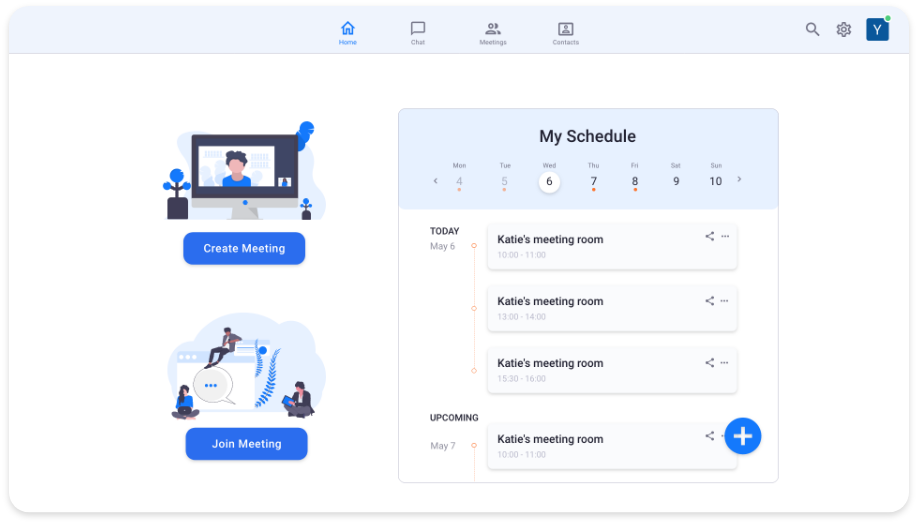 Home
Chat
Meetings
Contacts
Y
Create Meeting
Join Meeting
My Schedule
Mon Tue Wed Thu Fri Sat Sun
4 5 6 7 8 9 10
TODAY
May 6
Katie's meeting room
10:00 - 11:00
Katie's meeting room
13:00 - 14:00
Katie's meeting room
15:30 - 16:00
UPCOMING
May 7
Katie's meeting room
10:00 - 11:00